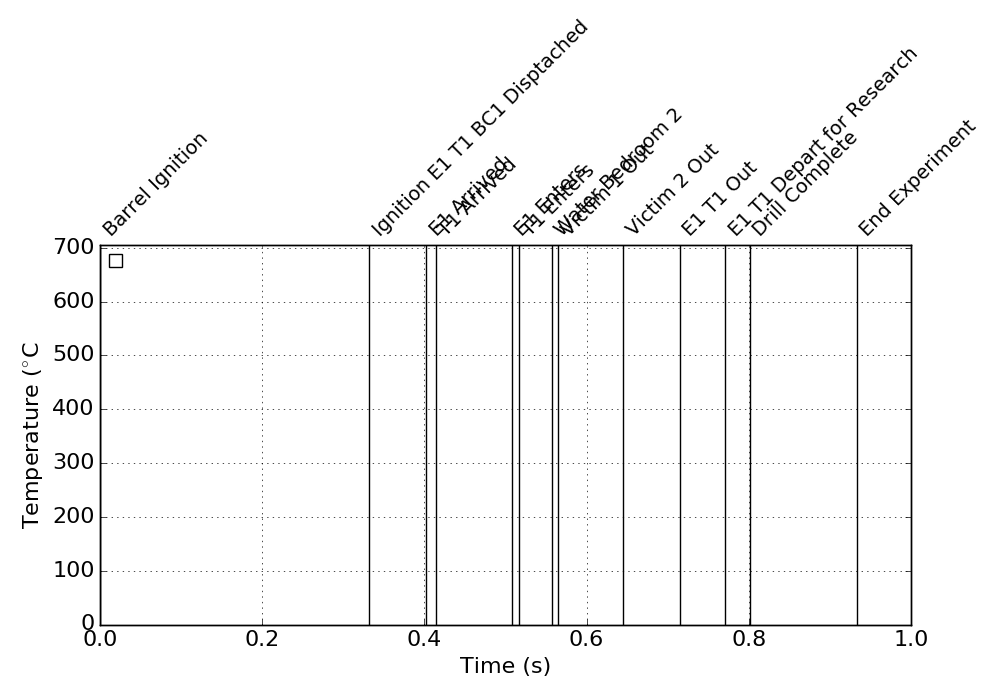 Barrel Ignition
Ignition E1 T1 BC1 Disptached
E1 Arrived
T1 Arrived
E1 Enters
T1 Enters
Water Bedroom 2
Victim 1 Out
Victim 2 Out
E1 T1 Out
E1 T1 Depart for Research
Drill Complete
End Experiment
700
600
500
400
300
200
100
0
Temperature (°C
0.0 0.2 0.4 0.6 0.8 1.0
Time (s)